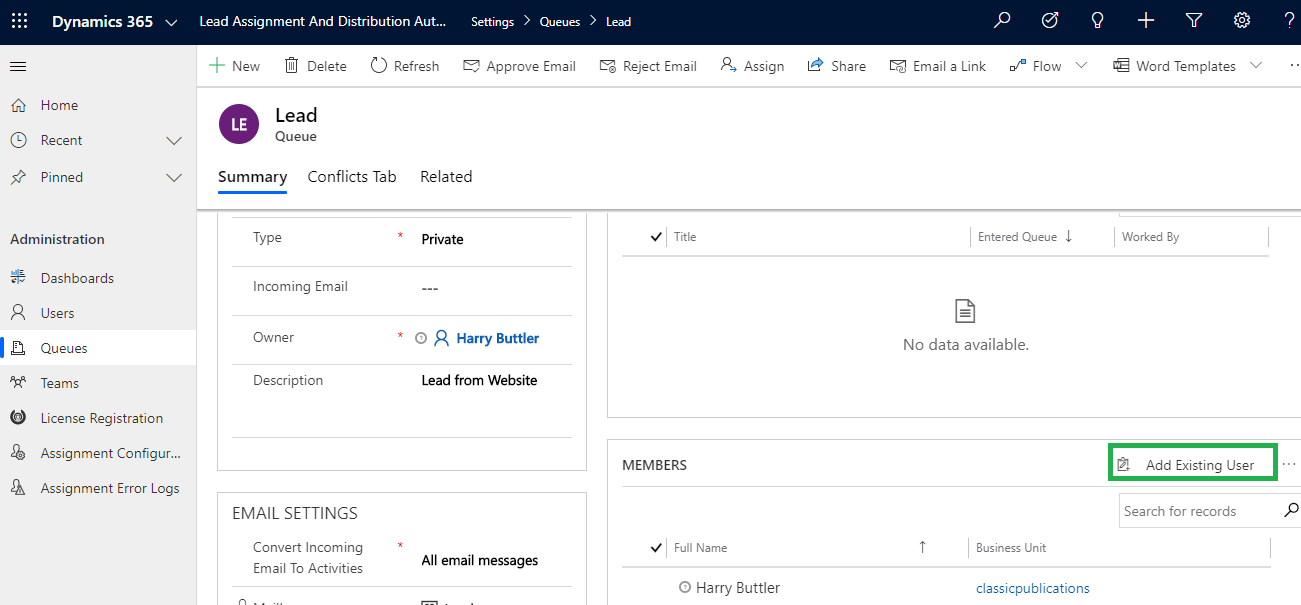 Dynamics 365 Lead Assignment And Distribution Aut... Settings > Queues > Lead ?
New Delete Refresh Approve Email Reject Email Assign Share Email a Link Flow Word Templates
Home
Recent
Pinned
Administration
Dashboards
Users
Queues
Teams
License Registration
Assignment Configur...
Assignment Error Logs
LE
Lead
Queue
Summary Conflicts Tab Related
Type * Private
Incoming Email ---
Owner * Harry Buttler
Description Lead from Website
EMAIL SETTINGS
Convert Incoming
Email To Activities * All email messages
Title Entered Queue ↓ Worked By
No data available.
MEMBERS Add Existing User ...
Search for records
Full Name ↑ Business Unit
Harry Buttler classicpublications